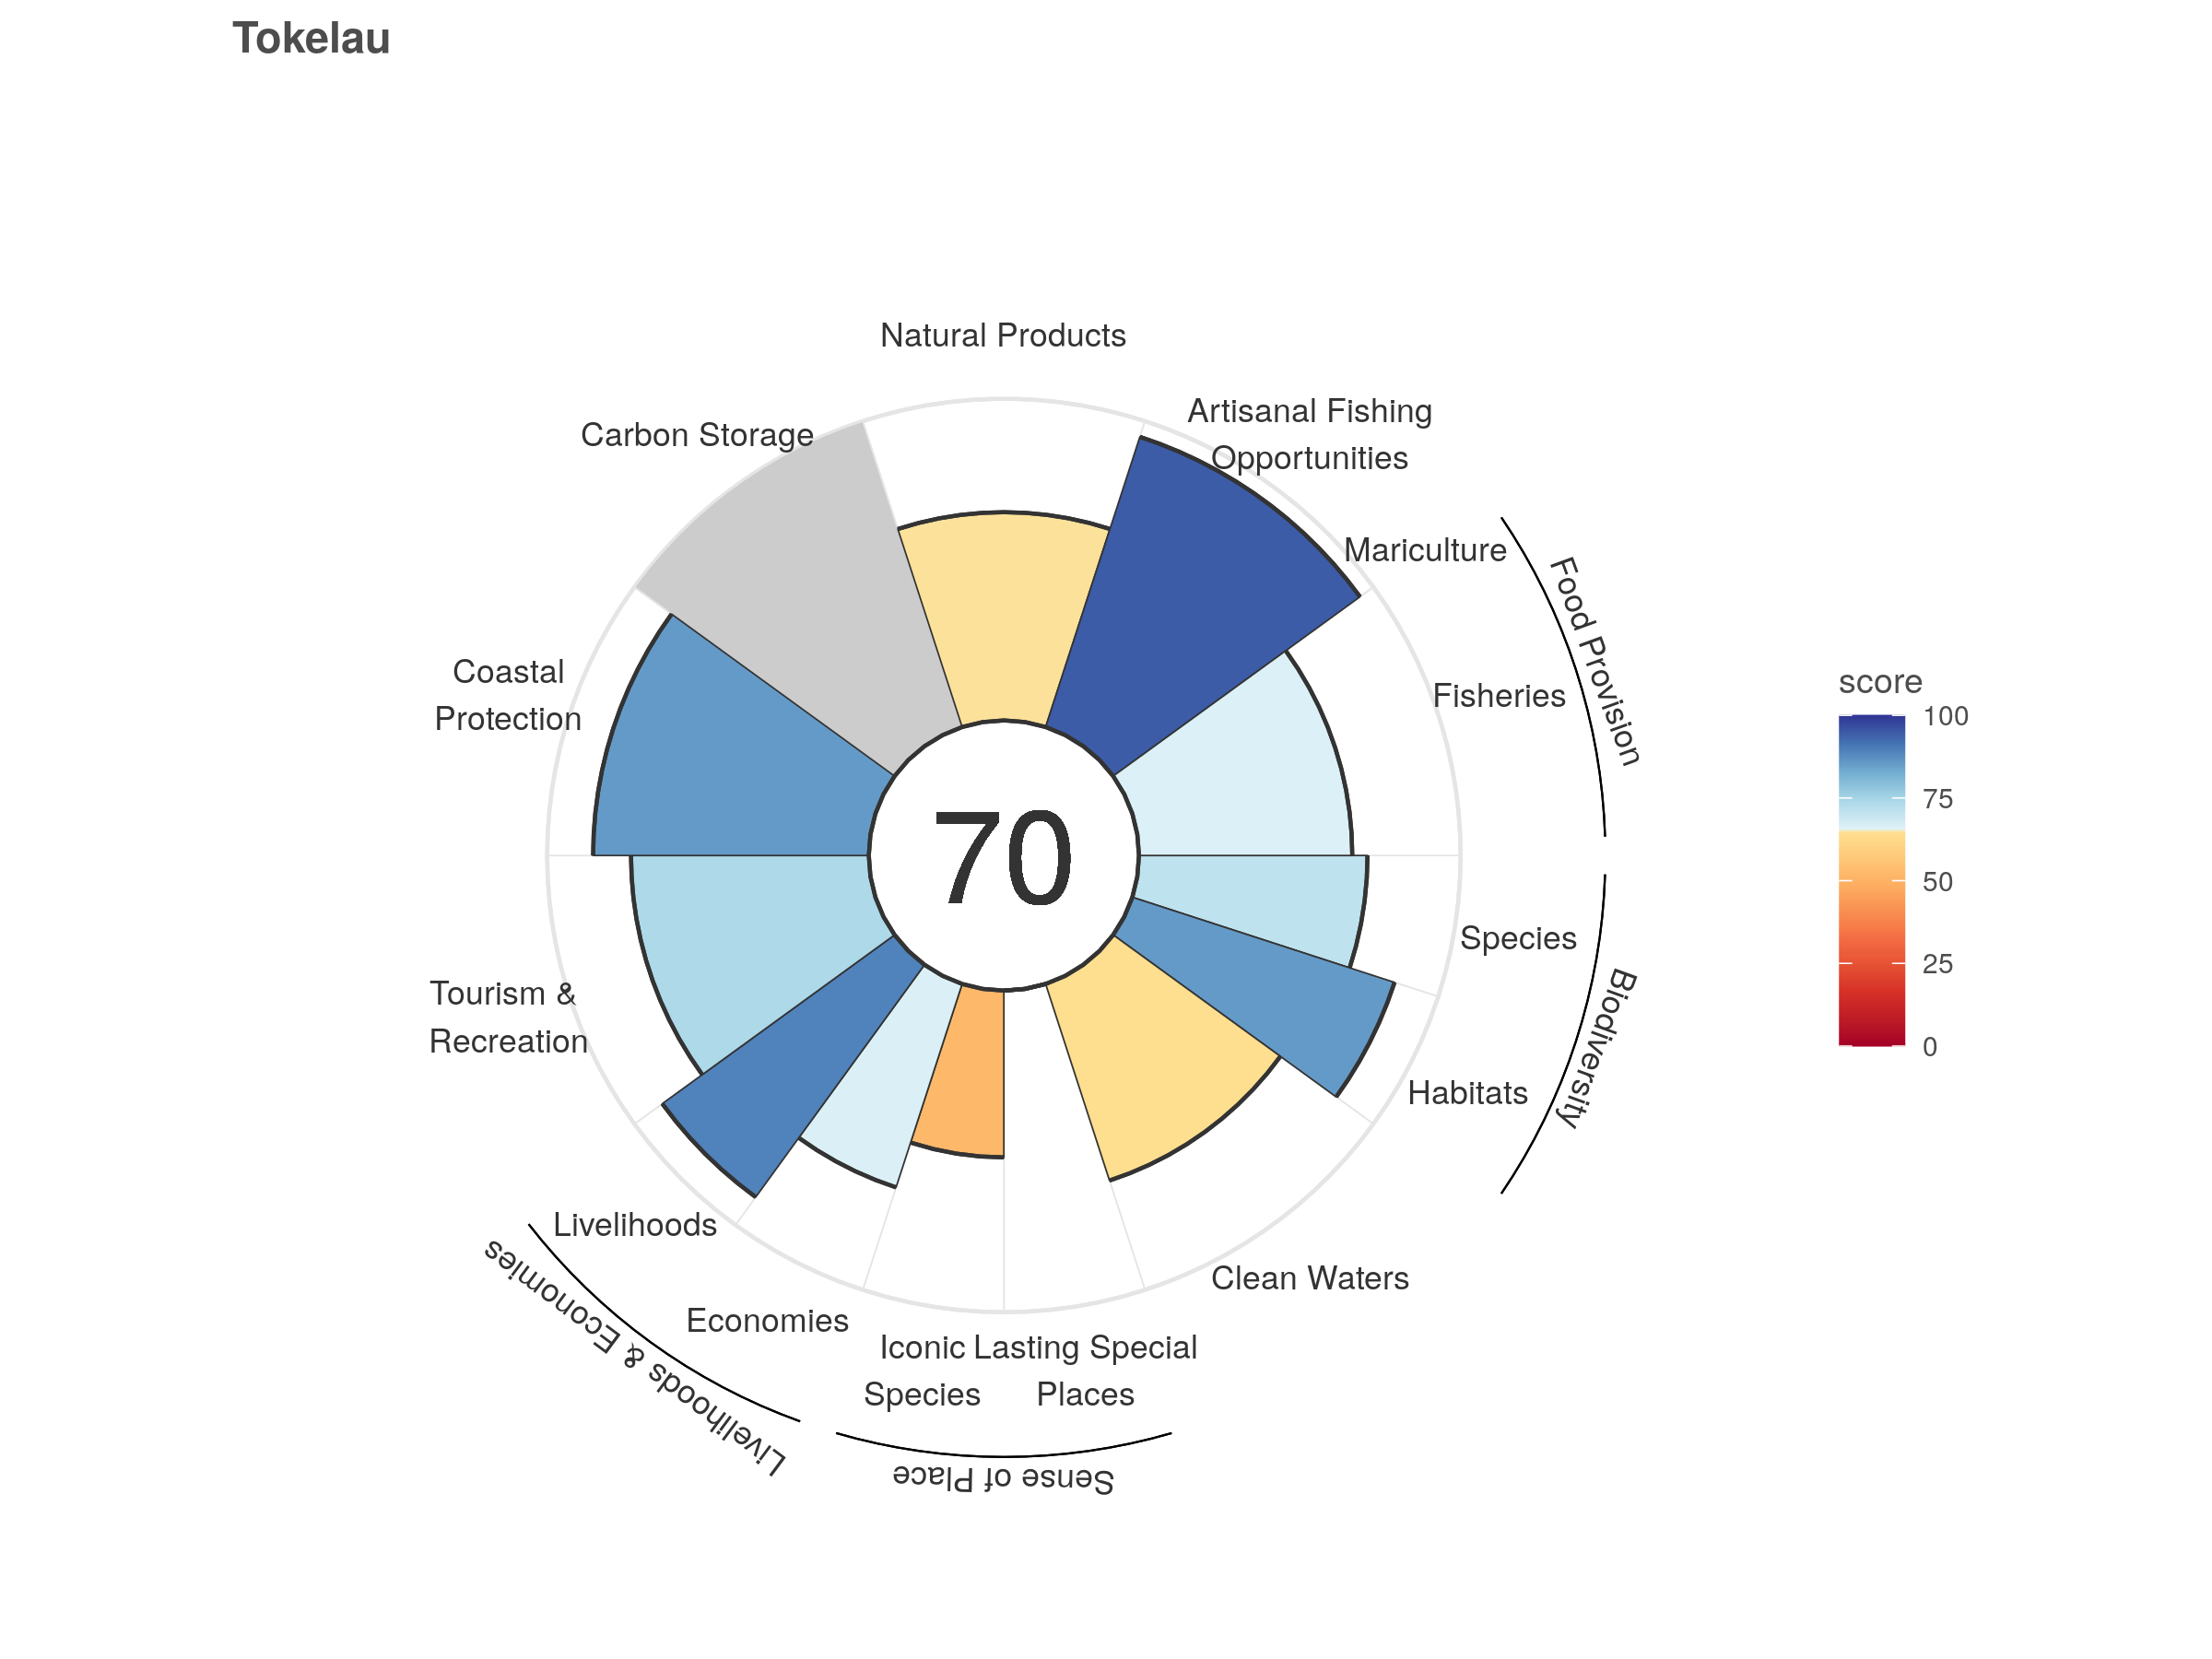 Tokelau
Natural Products
Artisanal Fishing
Opportunities
Carbon Storage
Mariculture
Food Provision
Fisheries
Coastal
Protection
score
100
75
50
25
0
70
Species
Biodiversity
Habitats
Tourism &
Recreation
Livelihoods
Clean Waters
Economies
Iconic
Species
Lasting Special
Places
Livelihoods & Economies
Sense of Place